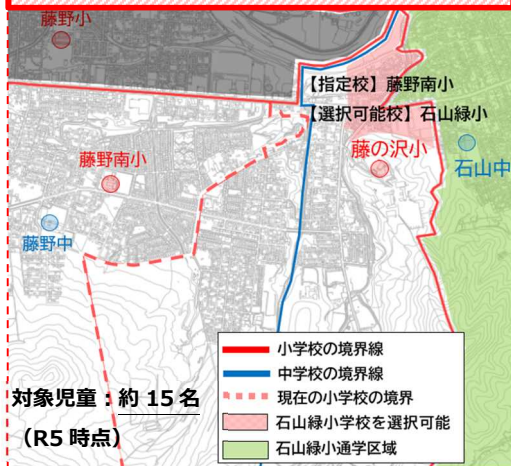 藤野小
【指定校】藤野南小
【選択可能校】石山緑小
藤野南小
藤の沢小
石山中
藤野中
小学校の境界線
中学校の境界線
現在の小学校の境界
石山緑小学校を選択可能
石山緑小通学区域
対象児童：約 15 名
（R5 時点）